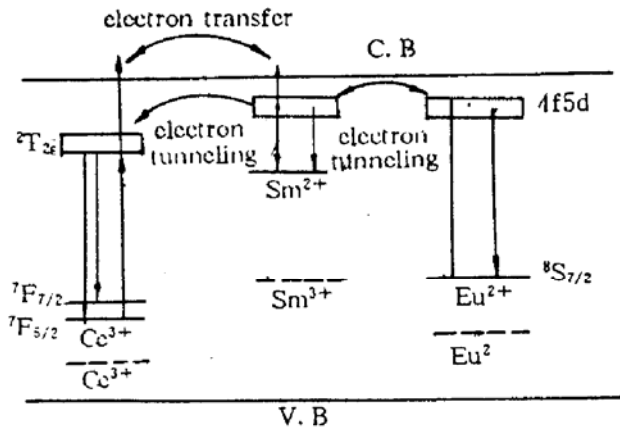 electron transfer
C.B
4f5d
²T₂g
electron
tunneling
electron
tunneling
Sm²⁺
⁸S₇/₂
⁷F₇/₂
Sm³⁺
Eu²⁺
⁷F₅/₂
Ce³⁺
Eu²
Ce³⁺
V.B